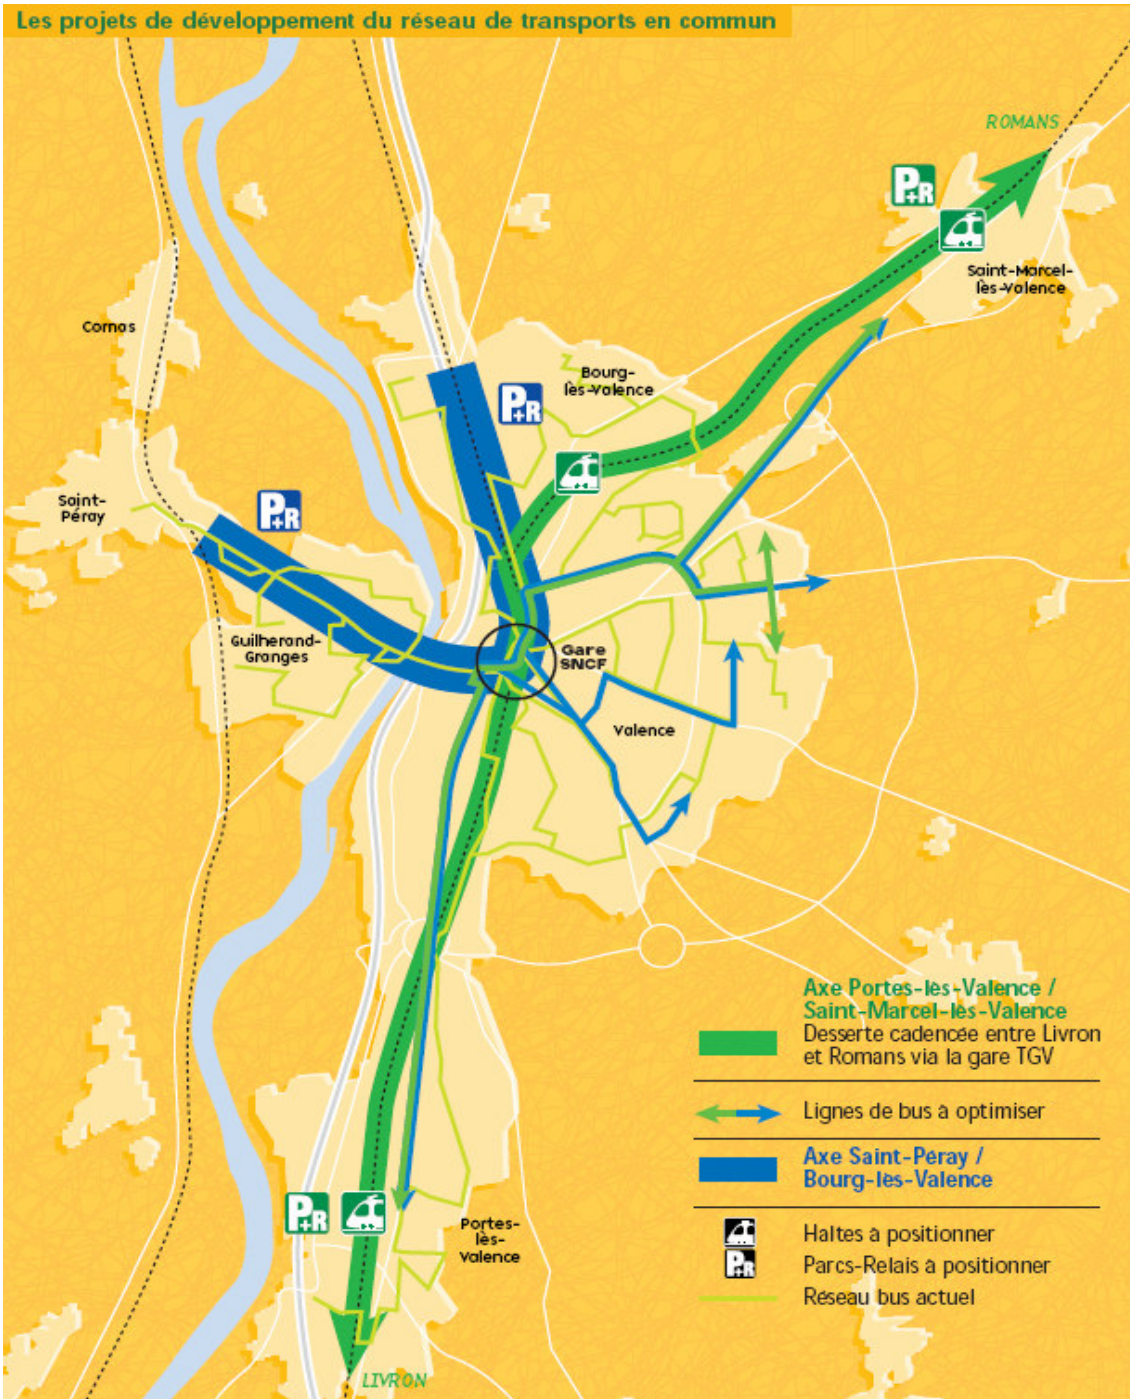 Les projets de développement du réseau de transports en commun
ROMANS
P+R
Saint-Marcel-
lès-Valence
Cornas
Bourg-
lès-Valence
P+R
Saint-
Péray
P+R
Guilherand-
Granges
Gare
SNCF
Valence
Axe Portes-lès-Valence /
Saint-Marcel-lès-Valence
Desserte cadencée entre Livron
et Romans via la gare TGV
Lignes de bus à optimiser
Axe Saint-Péray /
Bourg-lès-Valence
P+R
Portes-
lès-
Valence
Haltes à positionner
P+R
Parcs-Relais à positionner
Réseau bus actuel
LIVRON